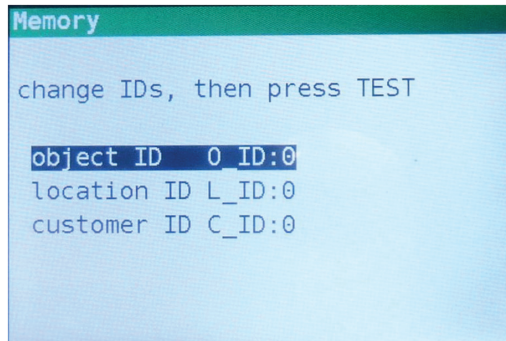 Memory
change IDs, then press TEST
object ID O_ID:0
location ID L_ID:0
customer ID C_ID:0